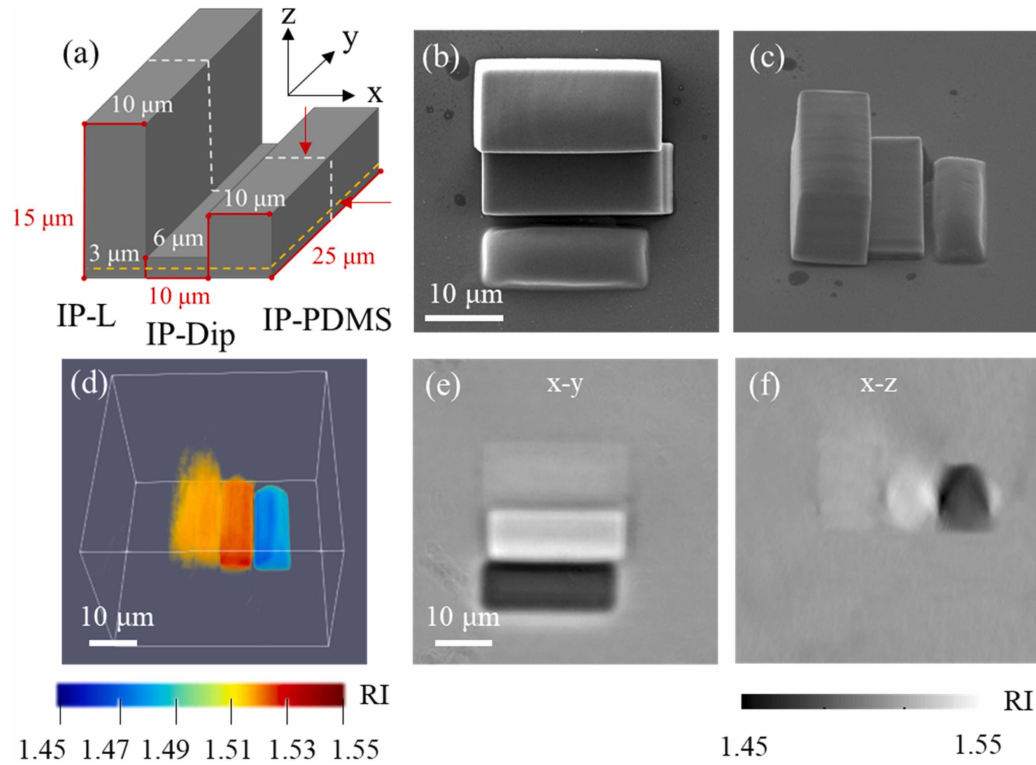 (a)
z
y
x
10 μm
15 μm
3 μm
6 μm
10 μm
10 μm
25 μm
IP-L
IP-Dip
IP-PDMS
(b)
10 μm
(c)
(d)
10 μm
RI
1.45 1.47 1.49 1.51 1.53 1.55
(e)
x-y
10 μm
(f)
x-z
RI
1.45 1.55